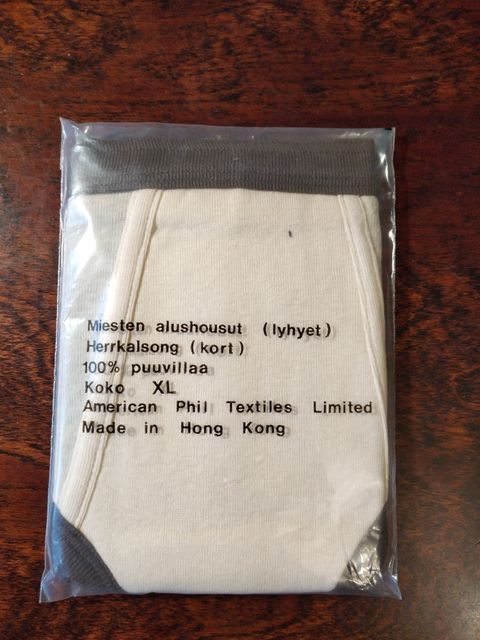 Miesten alushousut (lyhyet)
Herrkalsong (kort)
100% puuvillaa
Koko XL
American Phil Textiles Limited
Made in Hong Kong